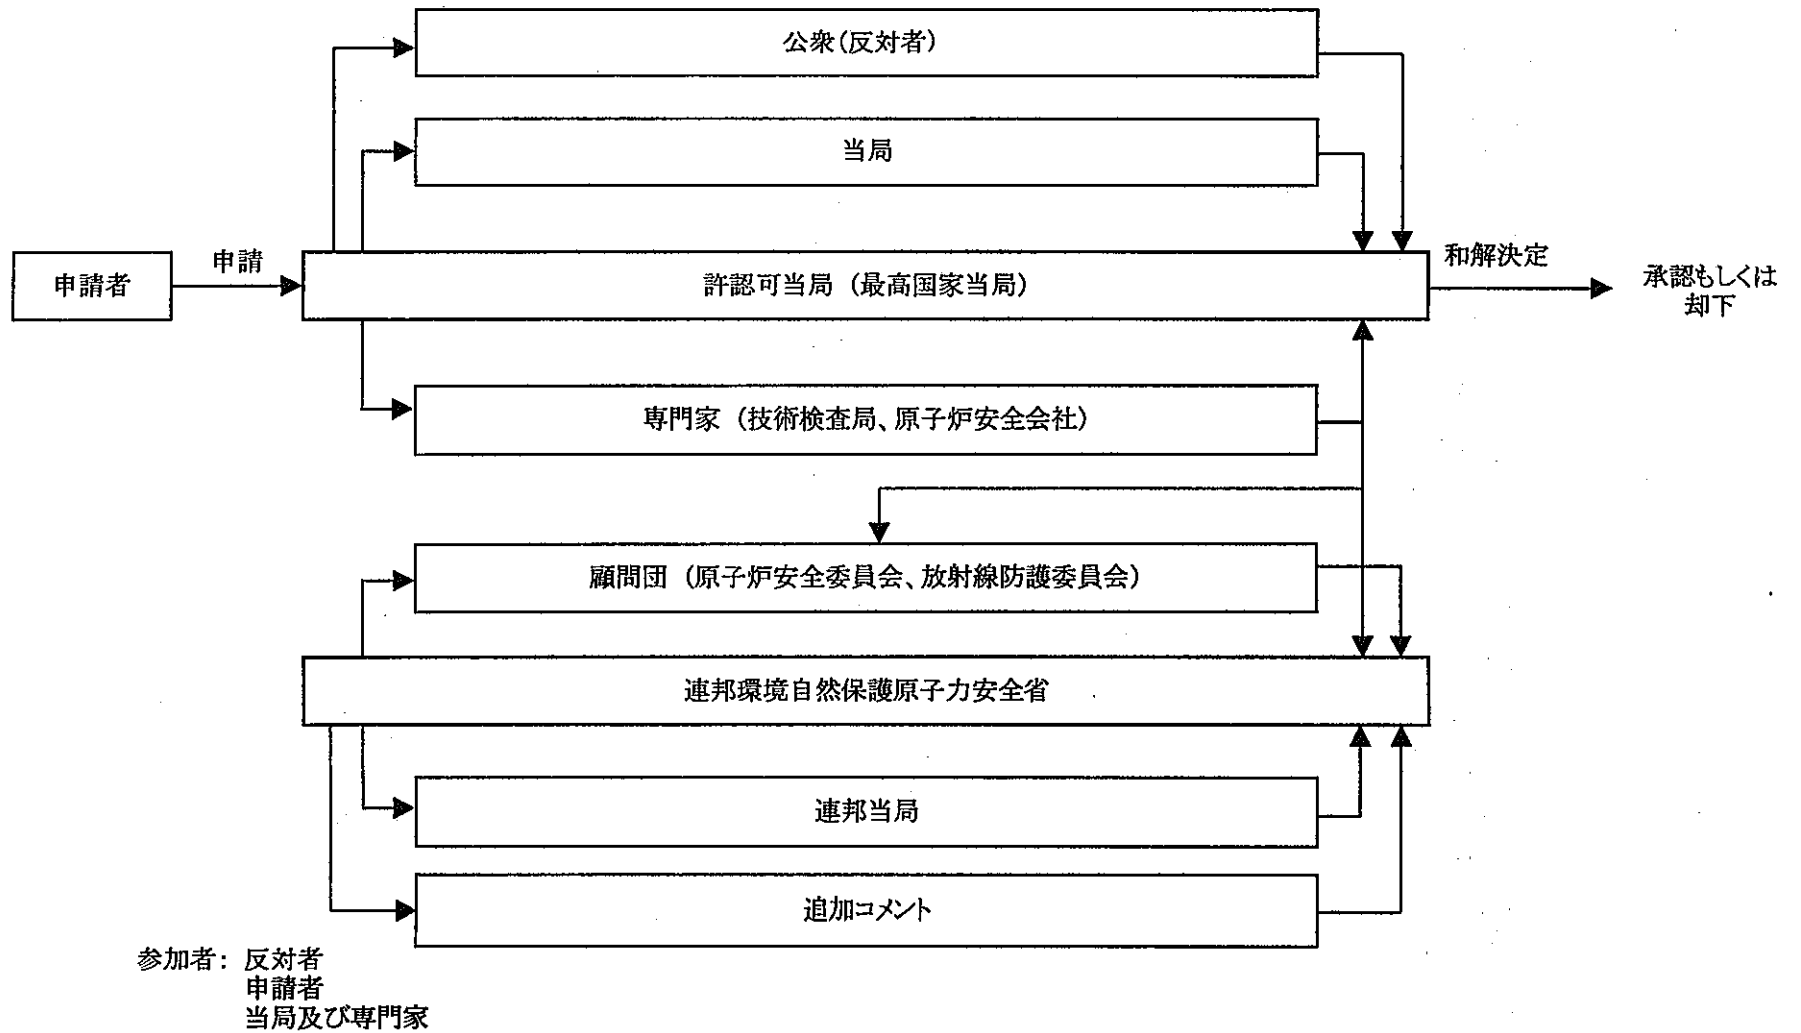 公衆（反対者）
当局
申請者
申請
許認可当局（最高国家当局）
和解決定
承認もしくは
却下
専門家（技術検査局、原子炉安全会社）
顧問団（原子炉安全委員会、放射線防護委員会）
連邦環境自然保護原子力安全省
連邦当局
追加コメント
参加者：反対者
申請者
当局及び専門家